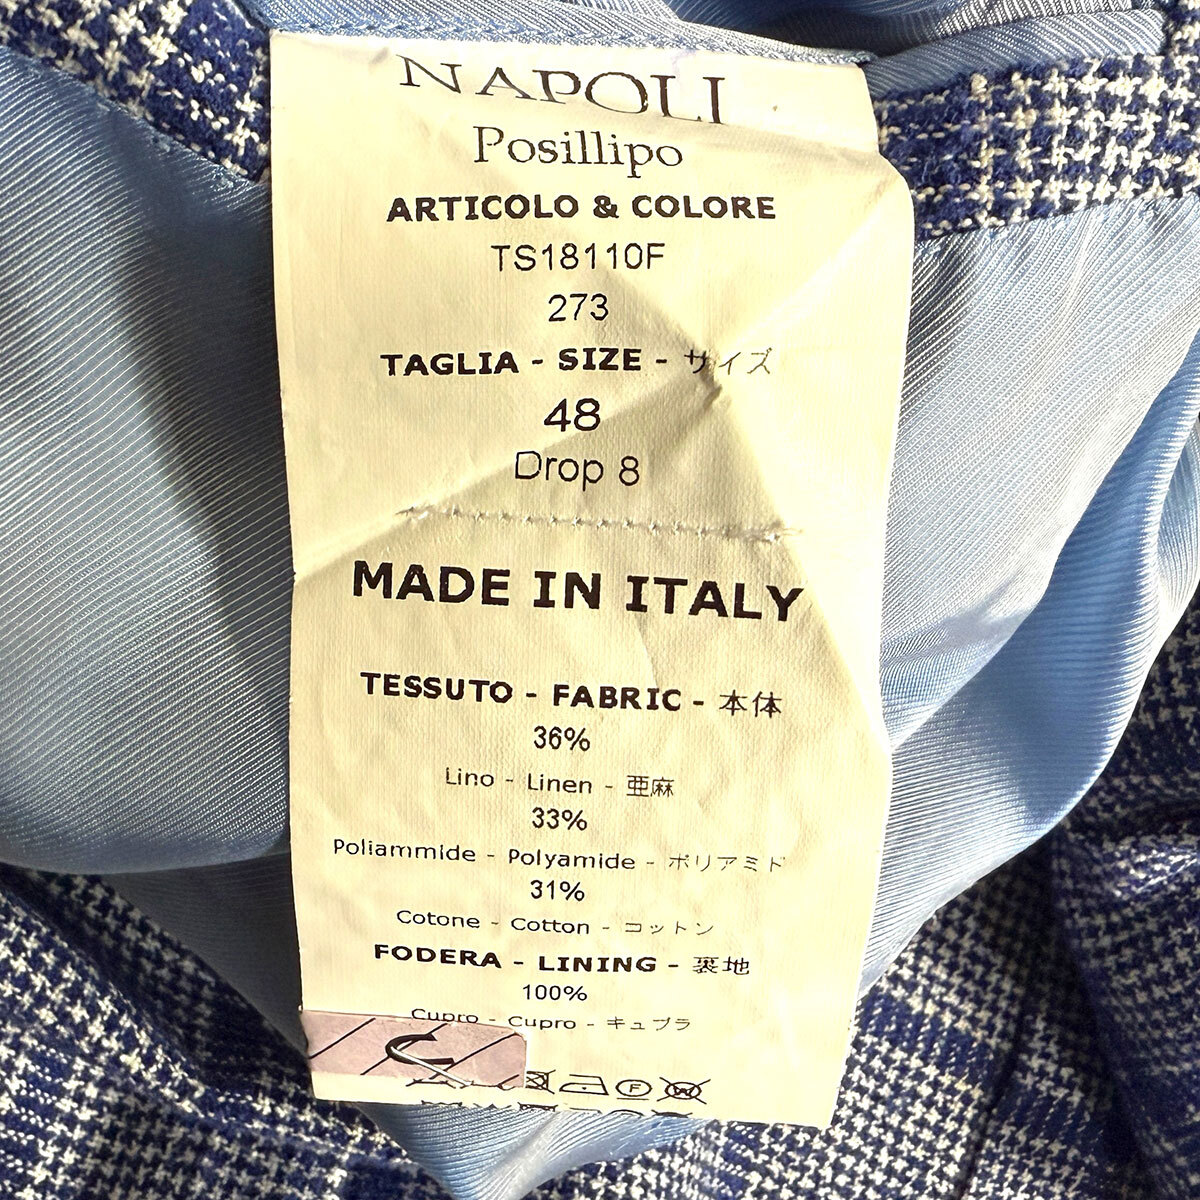 NAPOLI
Posillipo
ARTICOLO & COLORE
TS18110F
273
TAGLIA - SIZE - サイズ
48
Drop 8
MADE IN ITALY
TESSUTO - FABRIC - 本体
36%
Lino - Linen - 亜麻
33%
Poliammide - Polyamide - ポリアミド
31%
Cotone - Cotton - コットン
FODERA - LINING - 裏地
100%
Cupro - Cupro - キュプラ
F
W